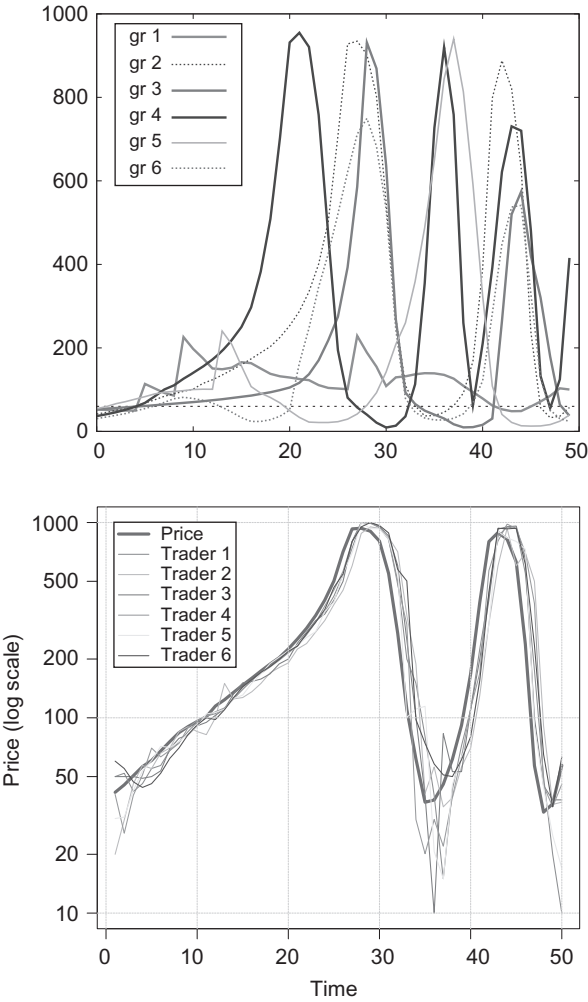 1000
800
600
400
200
0
gr 1
gr 2
gr 3
gr 4
gr 5
gr 6
0 10 20 30 40 50
Price (log scale)
1000
500
200
100
50
20
10
Price
Trader 1
Trader 2
Trader 3
Trader 4
Trader 5
Trader 6
0 10 20 30 40 50
Time